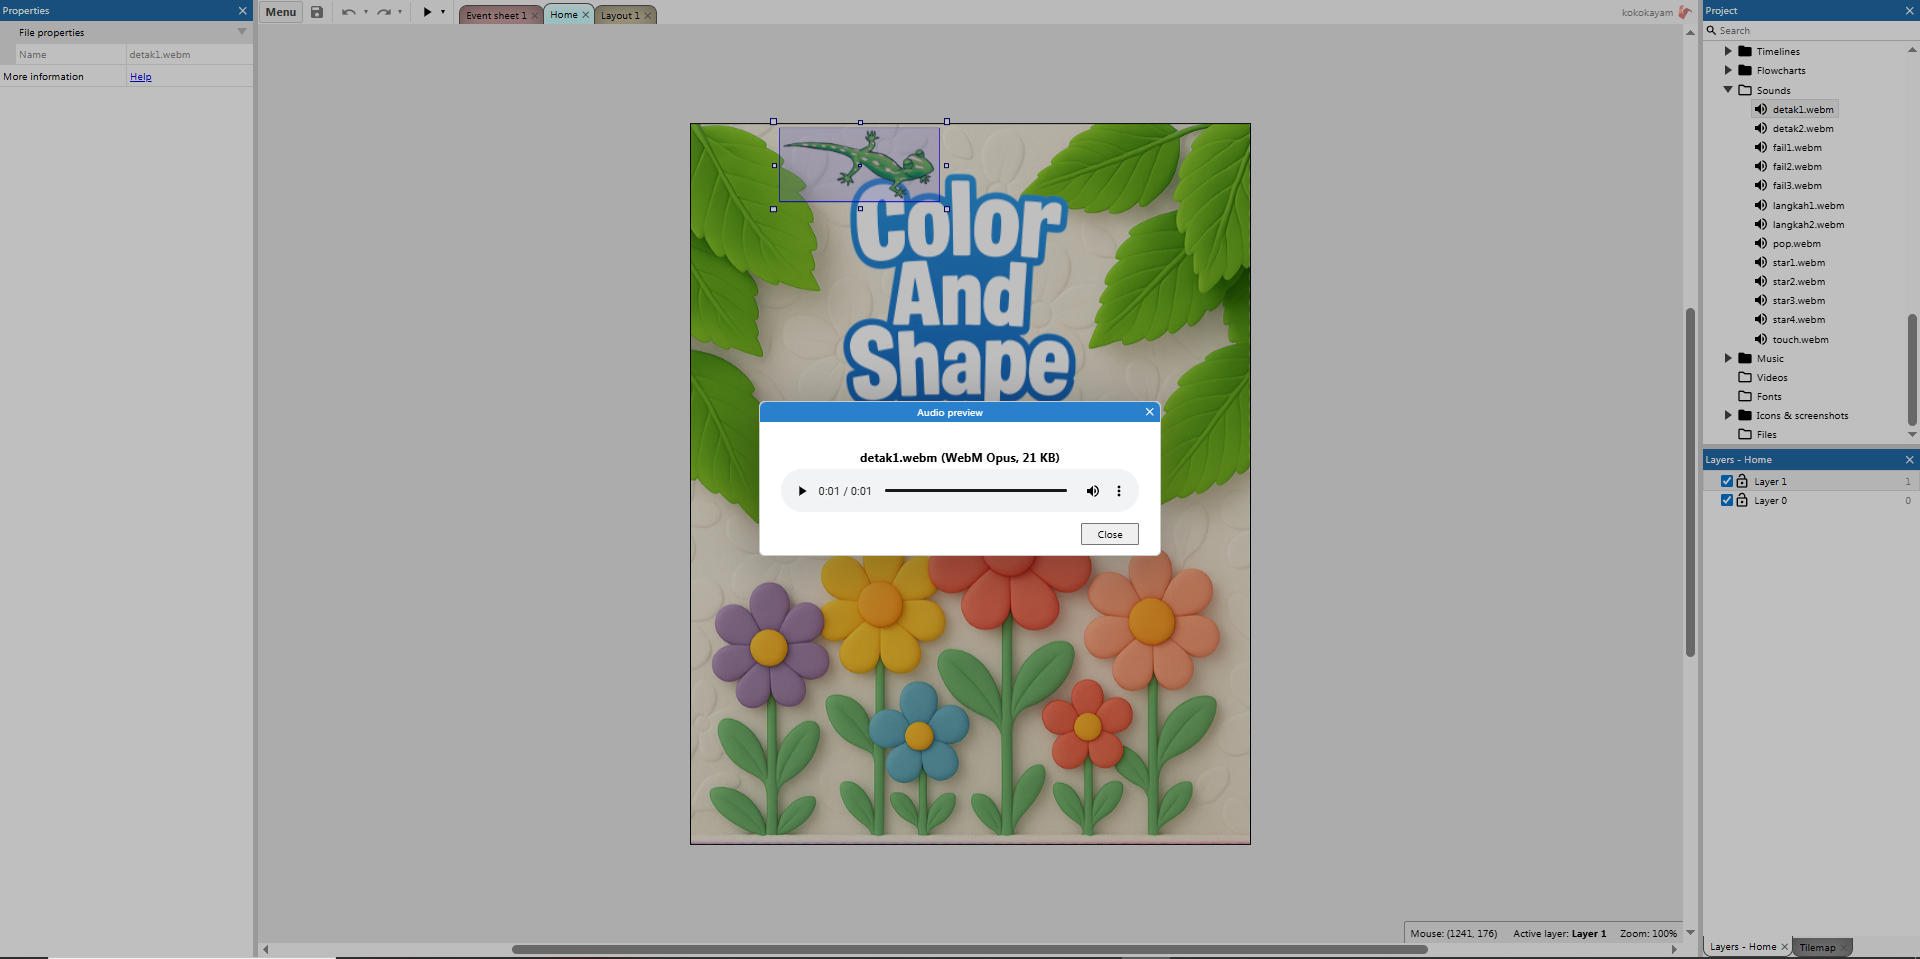 Properties
File properties
Name
detak1.webm
More information
Help
Menu
Event sheet 1
Home
Layout 1
kokokayam
Color
And
Shape
Audio preview
detak1.webm (WebM Opus, 21 KB)
0:01 / 0:01
Close
Mouse: (1241, 176)
Active layer: Layer 1
Zoom: 100%
Project
Search
Timelines
Flowcharts
Sounds
detak1.webm
detak2.webm
fail1.webm
fail2.webm
fail3.webm
langkah1.webm
langkah2.webm
pop.webm
star1.webm
star2.webm
star3.webm
star4.webm
touch.webm
Music
Videos
Fonts
Icons & screenshots
Files
Layers - Home
Layer 1 1
Layer 0 0
Layers - Home
Tilemap